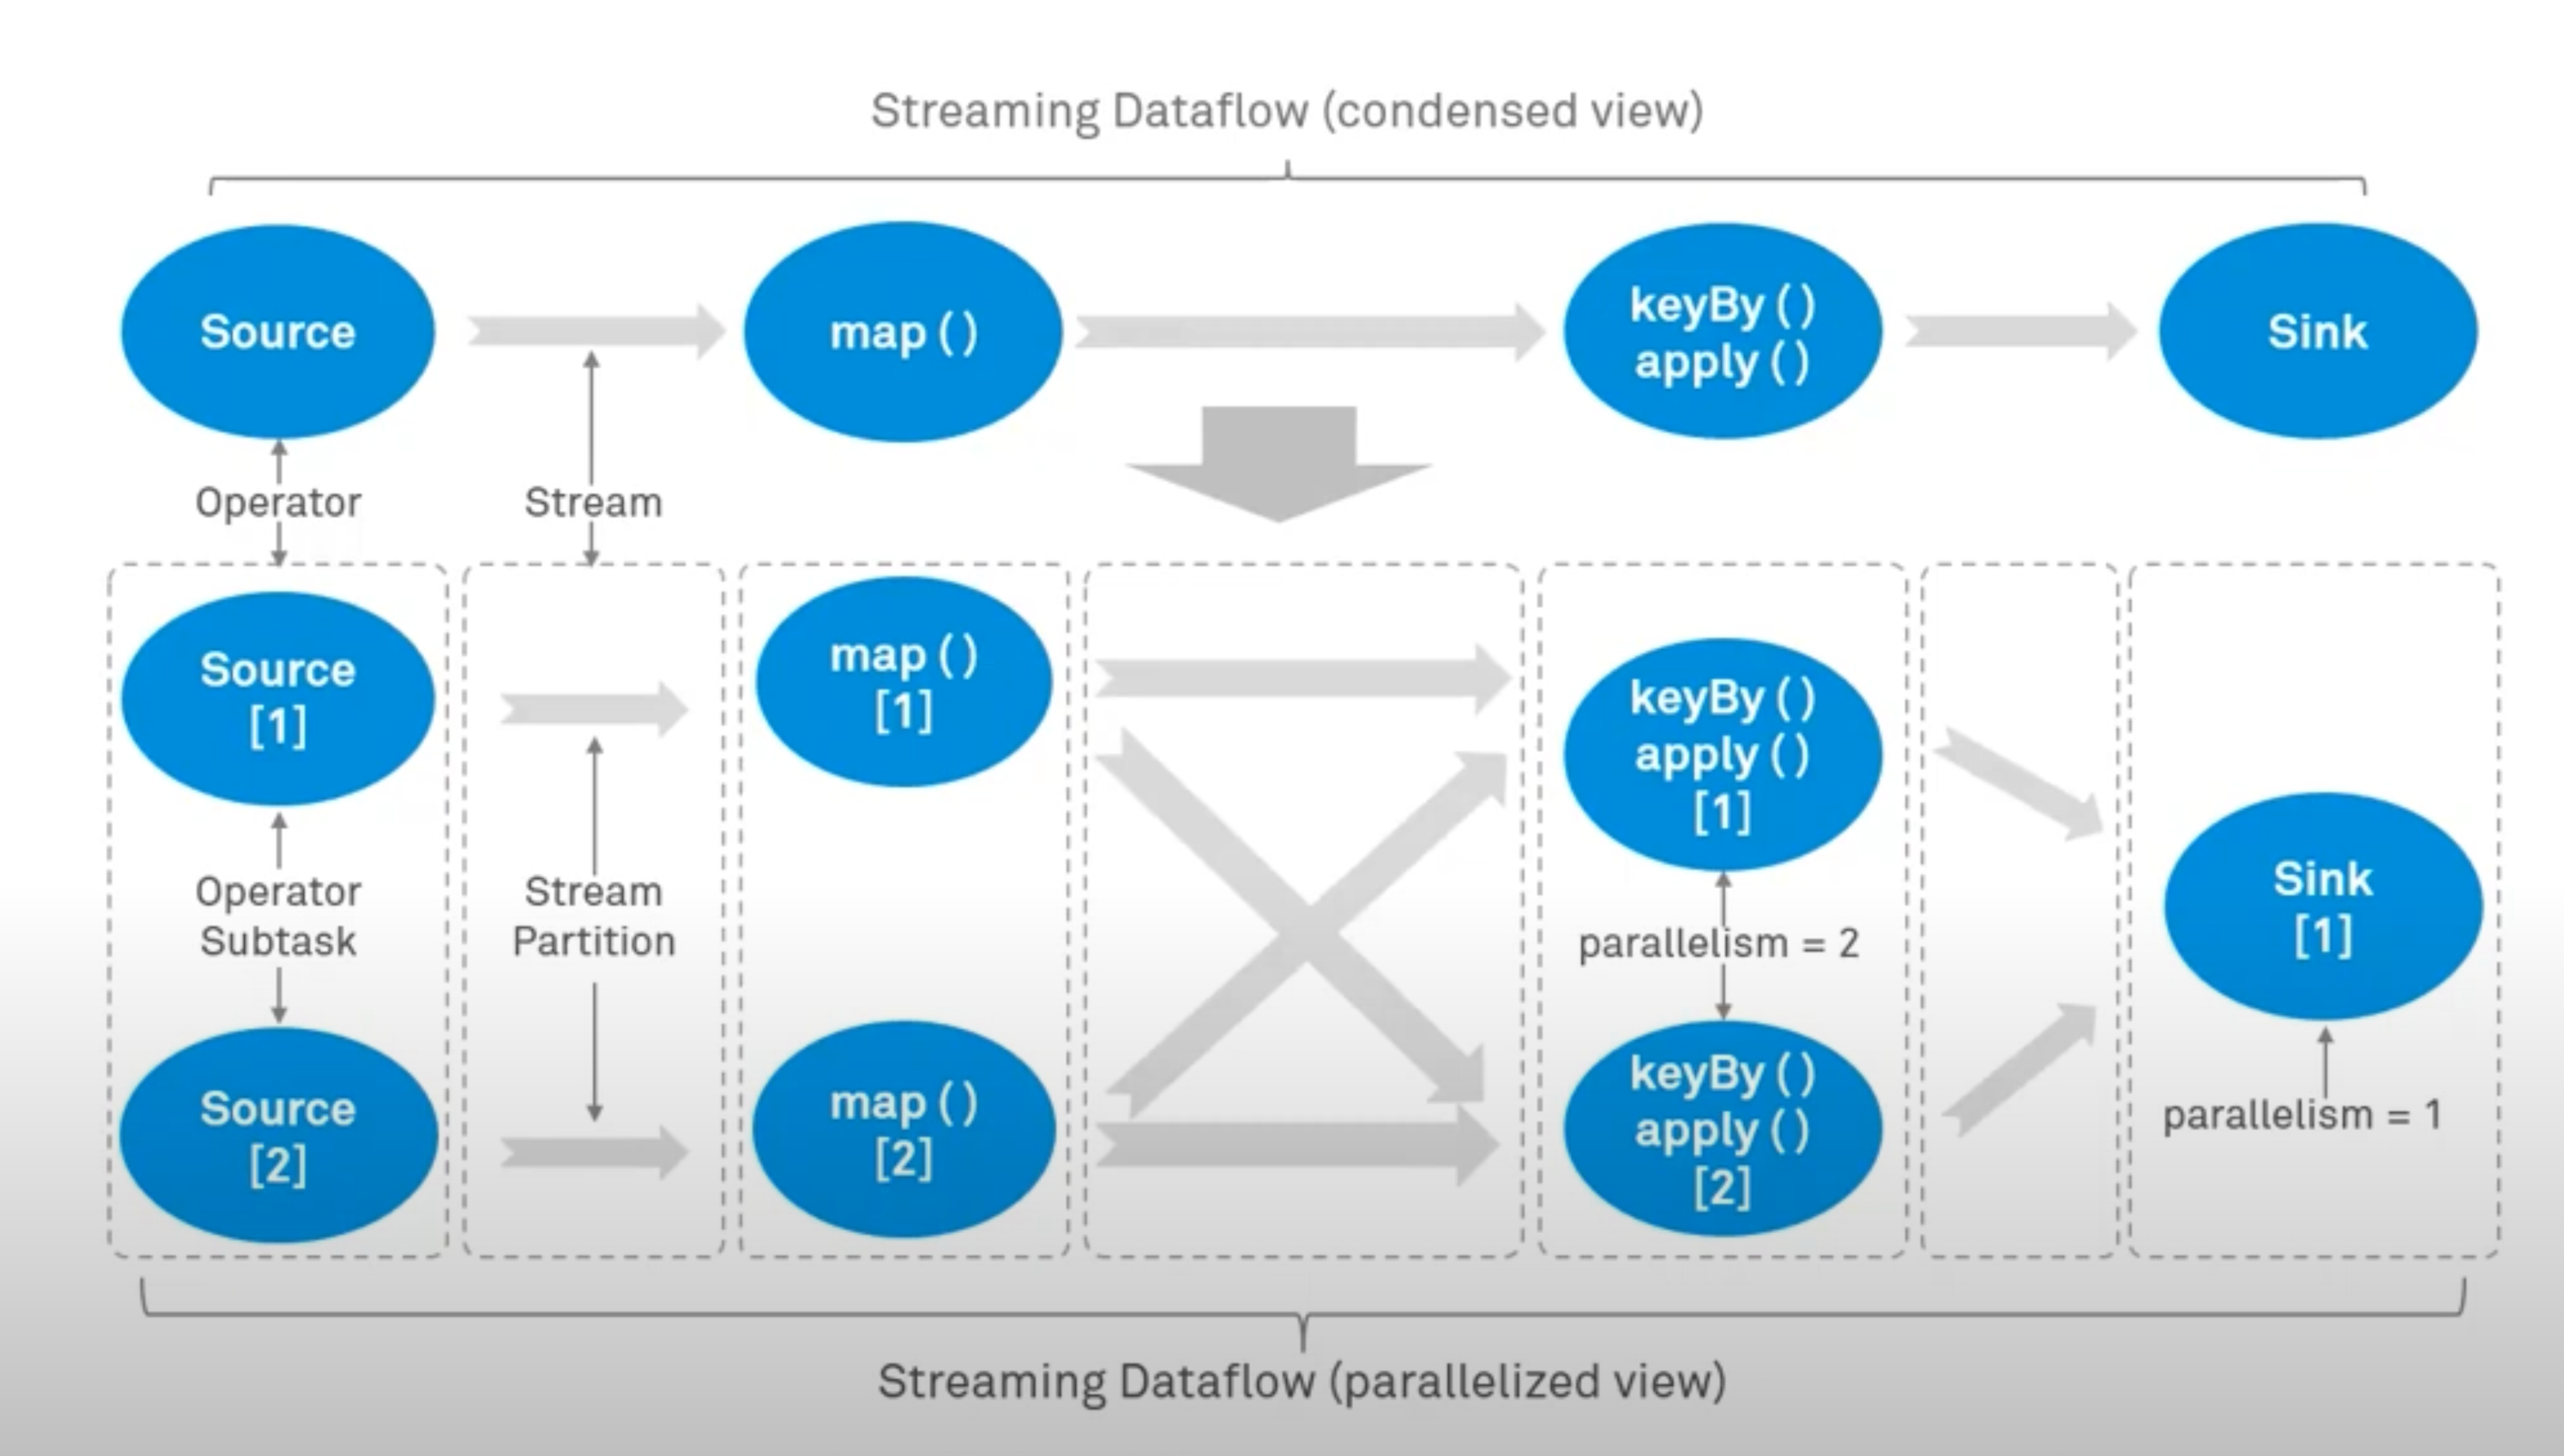 Streaming Dataflow (condensed view)
Source
map ()
keyBy ()
apply ()
Sink
Operator
Stream
Source
[1]
map ()
[1]
keyBy ()
apply ()
[1]
Operator
Subtask
Stream
Partition
parallelism = 2
Sink
[1]
parallelism = 1
Source
[2]
map ()
[2]
keyBy ()
apply ()
[2]
Streaming Dataflow (parallelized view)